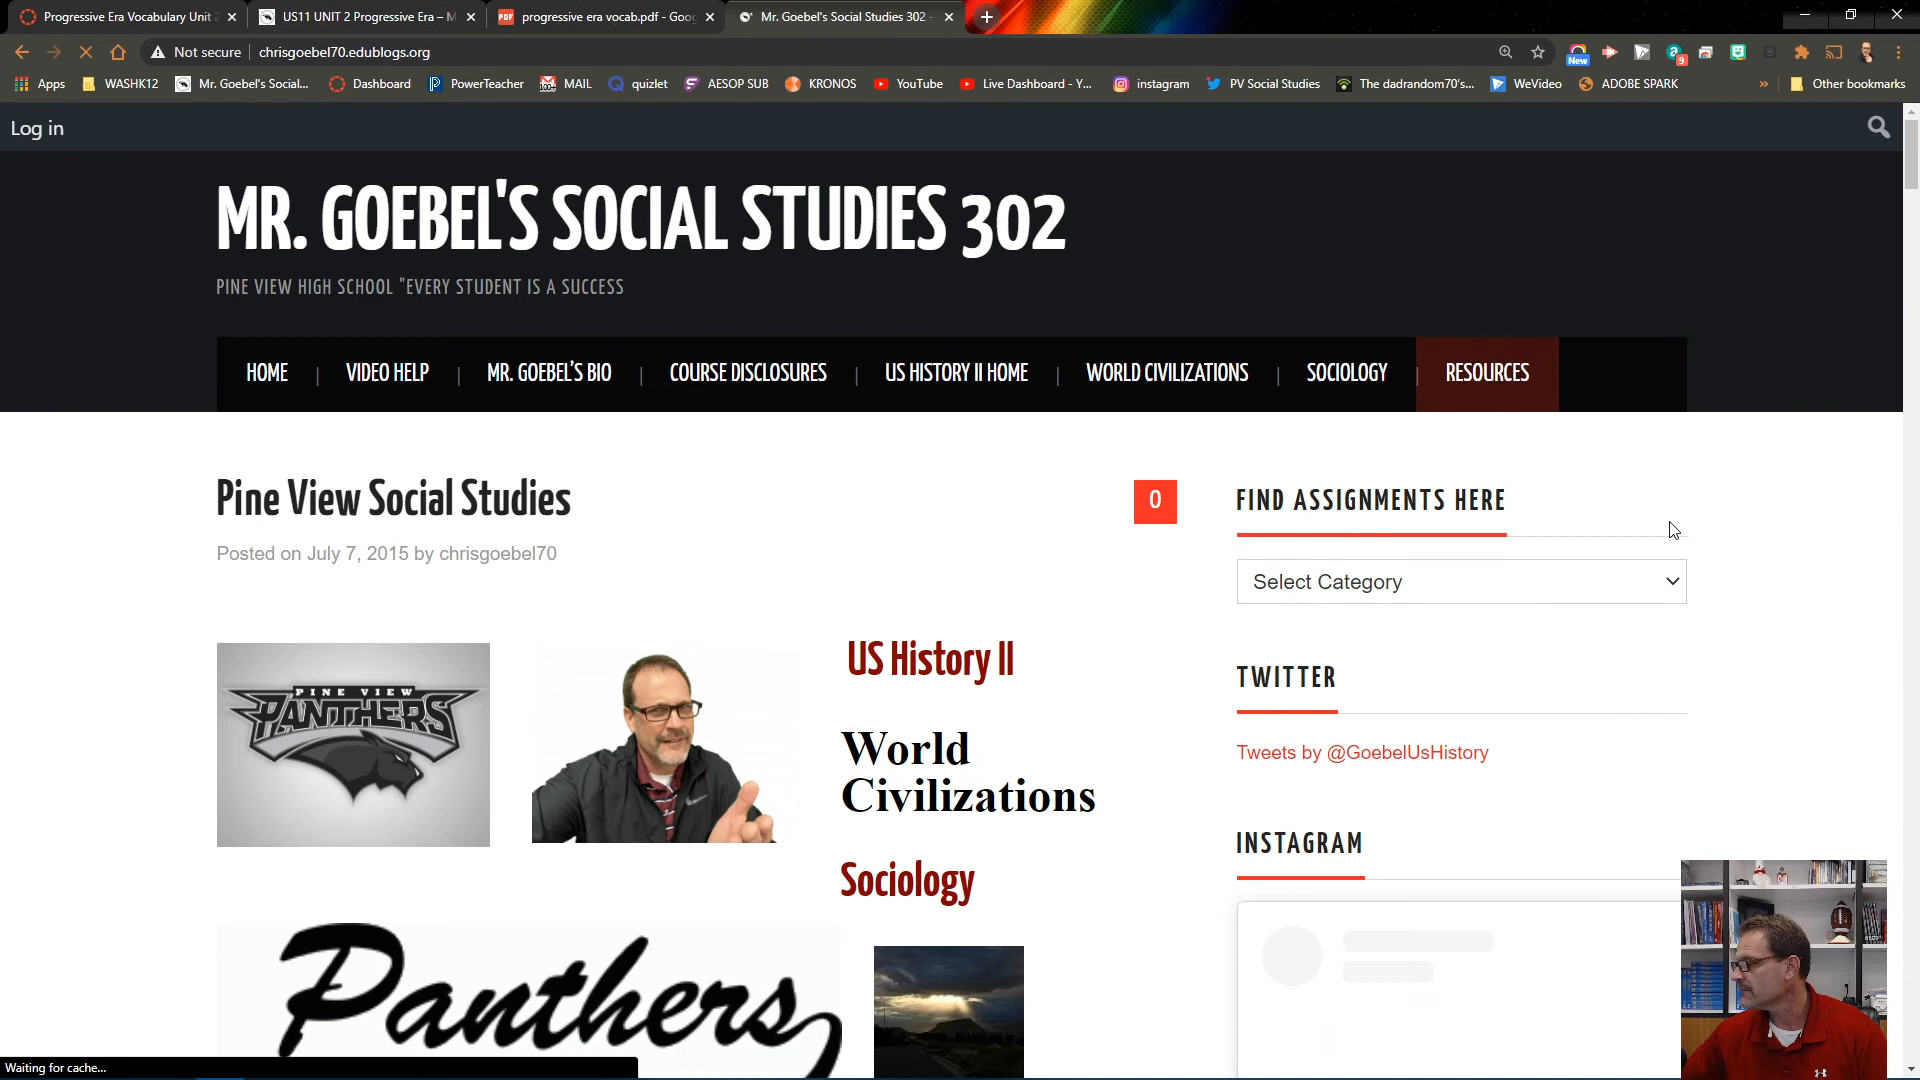 Progressive Era Vocabulary Unit
US11 UNIT 2 Progressive Era – M
progressive era vocab.pdf - Goo
Mr. Goebel's Social Studies 302 -
Not secure
chrisgoebel70.edublogs.org
New
9
Apps
WASHK12
Mr. Goebel's Social...
Dashboard
PowerTeacher
MAIL
quizlet
AESOP SUB
KRONOS
YouTube
Live Dashboard - Y...
instagram
PV Social Studies
The dadrandom70's...
WeVideo
ADOBE SPARK
»
Other bookmarks
Log in
MR. GOEBEL'S SOCIAL STUDIES 302
PINE VIEW HIGH SCHOOL "EVERY STUDENT IS A SUCCESS
HOME
VIDEO HELP
MR. GOEBEL'S BIO
COURSE DISCLOSURES
US HISTORY II HOME
WORLD CIVILIZATIONS
SOCIOLOGY
RESOURCES
Pine View Social Studies
0
Posted on July 7, 2015 by chrisgoebel70
FIND ASSIGNMENTS HERE
Select Category
PINE VIEW
PANTHERS
US History II
World
Civilizations
Sociology
TWITTER
Tweets by @GoebelUsHistory
INSTAGRAM
Panthers
Waiting for cache...